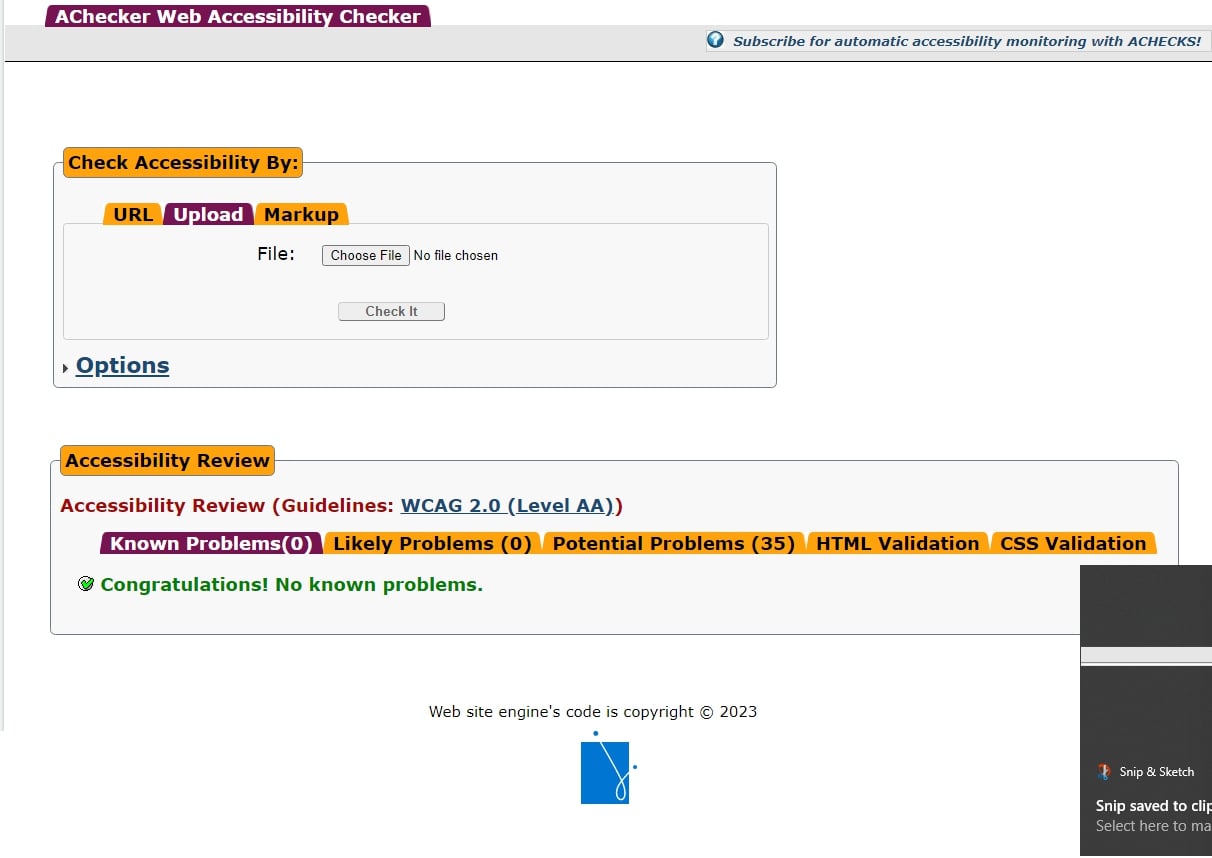 AChecker Web Accessibility Checker
Subscribe for automatic accessibility monitoring with ACHECKS!
Check Accessibility By:
URL Upload Markup
File: Choose File No file chosen
Check It
Options
Accessibility Review
Accessibility Review (Guidelines: WCAG 2.0 (Level AA))
Known Problems(0) Likely Problems (0) Potential Problems (35) HTML Validation CSS Validation
Congratulations! No known problems.
Web site engine's code is copyright © 2023
Snip & Sketch
Snip saved to clip
Select here to ma